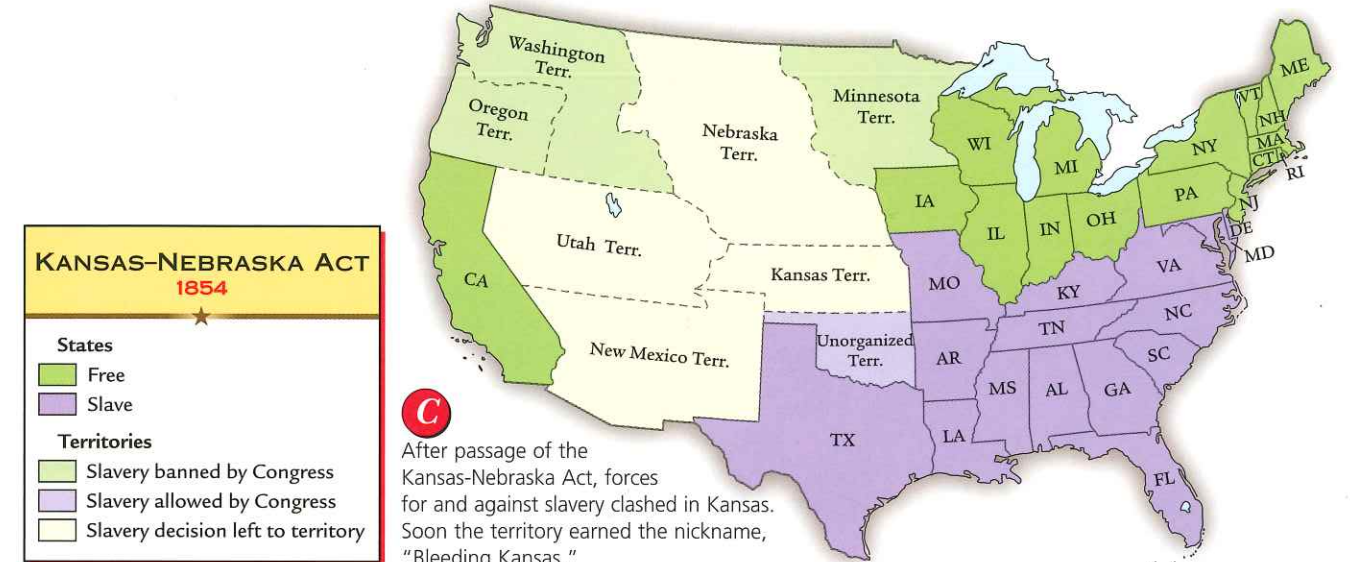 KANSAS–NEBRASKA ACT
1854
States
Free
Slave
Territories
Slavery banned by Congress
Slavery allowed by Congress
Slavery decision left to territory
C
After passage of the
Kansas-Nebraska Act, forces
for and against slavery clashed in Kansas.
Soon the territory earned the nickname,
"Bleeding Kansas."
Washington
Terr.
Oregon
Terr.
Nebraska
Terr.
Minnesota
Terr.
Utah Terr.
Kansas Terr.
New Mexico Terr.
Unorganized
Terr.
CA
WI
MI
IA
IL
IN
OH
PA
NY
VT
NH
ME
MA
CT
RI
NJ
DE
MD
MO
KY
VA
TN
NC
AR
SC
MS
AL
GA
LA
TX
FL